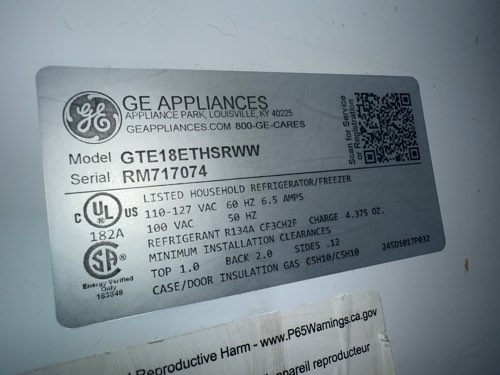 GE APPLIANCES
APPLIANCE PARK, LOUISVILLE, KY 40225
GEAPPLIANCES.COM 800-GE-CARES
Model GTE18ETHSRWW
Serial RM717074
Scan for Service
or Registration
C UL US
LISTED HOUSEHOLD REFRIGERATOR/FREEZER
110-127 VAC 60 HZ 6.5 AMPS
100 VAC 50 HZ
182A
REFRIGERANT R134A CF3CH2F CHARGE 4.375 OZ.
MINIMUM INSTALLATION CLEARANCES
TOP 1.0 BACK 2.0 SIDES .12
245D1017P032
CASE/DOOR INSULATION GAS C5H10/C5H10
Energy Verified
Only
Reproductive Harm - www.P65Warnings.ca.gov
appareil reproducteur